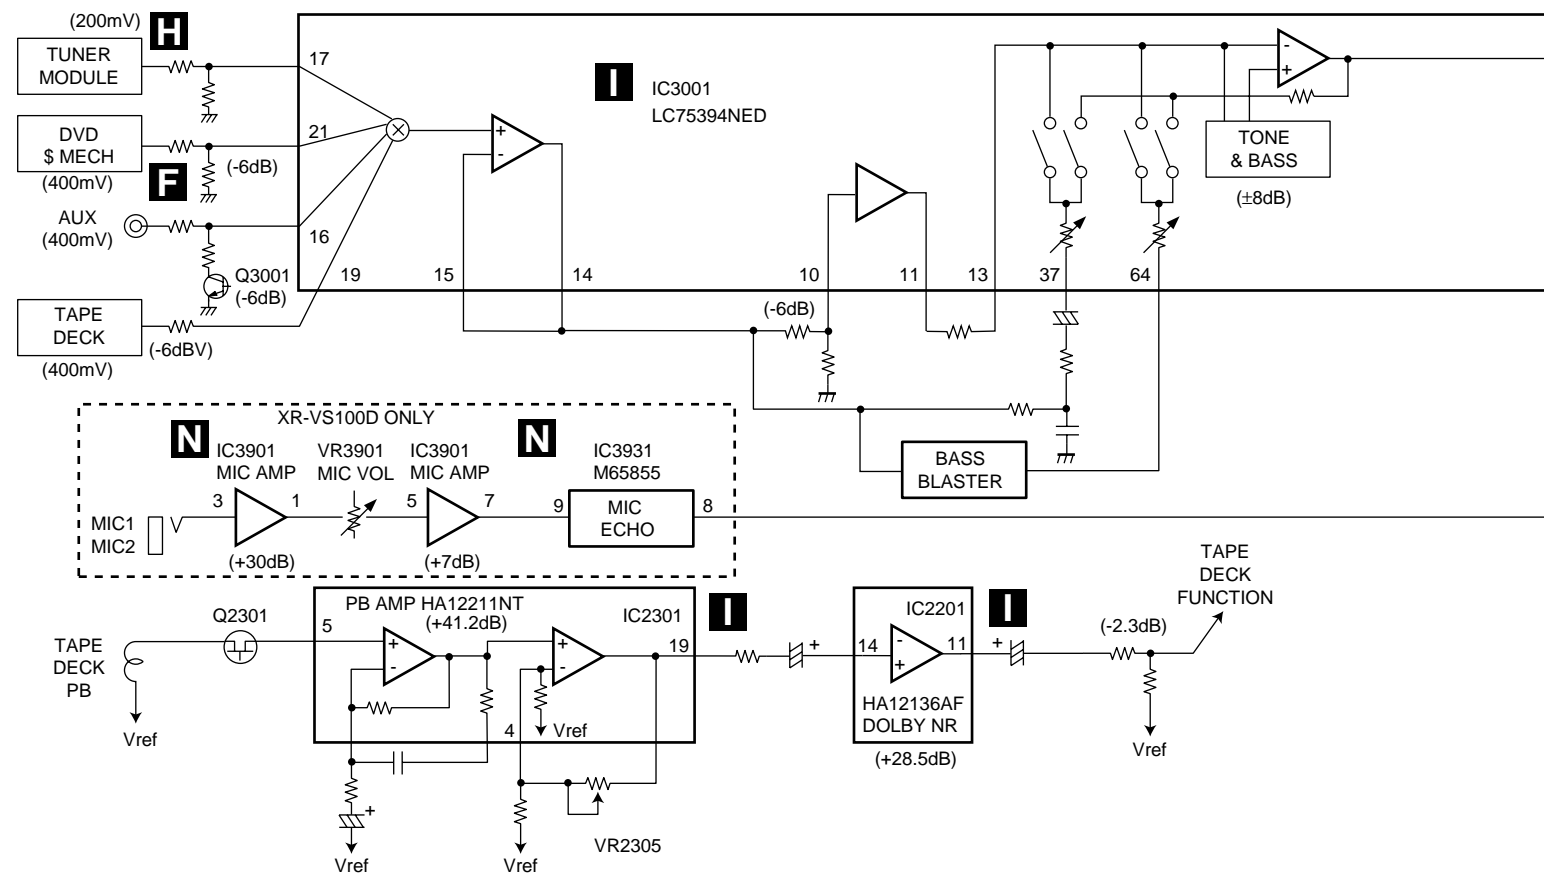 (200mV)
H
TUNER
MODULE
17
DVD
$ MECH
(400mV)
F
(-6dB)
21
AUX
(400mV)
16
Q3001
(-6dB)
19
TAPE
DECK
(-6dBV)
(400mV)
I
IC3001
LC75394NED
+
-
15
14
10
11
13
37
64
(-6dB)
-
+
TONE
& BASS
(±8dB)
BASS
BLASTER
XR-VS100D ONLY
N
IC3901
MIC AMP
VR3901
MIC VOL
IC3901
MIC AMP
N
IC3931
M65855
MIC1
MIC2
3
1
5
7
9
MIC
ECHO
8
(+30dB)
(+7dB)
TAPE
DECK
PB
Vref
Q2301
5
PB AMP HA12211NT
(+41.2dB)
IC2301
+
-
+
-
19
4
Vref
+
Vref
Vref
VR2305
I
+
IC2201
14
-
+
11
HA12136AF
DOLBY NR
(+28.5dB)
I
+
(-2.3dB)
TAPE
DECK
FUNCTION
Vref